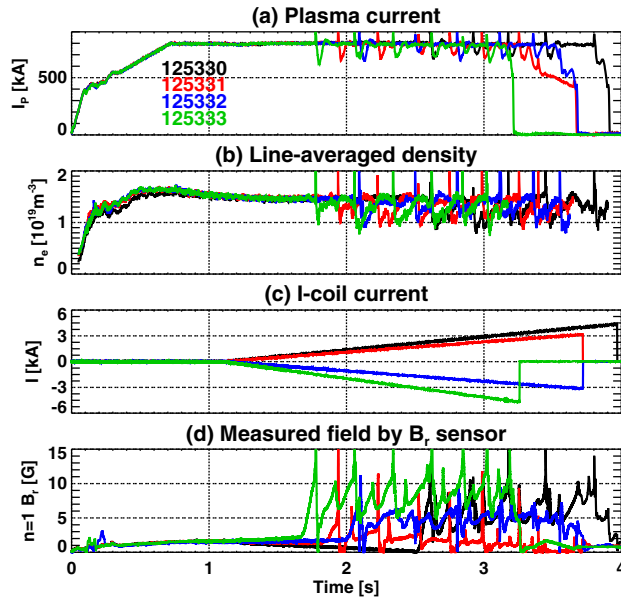 (a) Plasma current
I_P [kA]
500
0
125330
125331
125332
125333
(b) Line-averaged density
n_e [10^19 m^-3]
2
1
0
(c) I-coil current
I [kA]
6
3
0
-3
-6
(d) Measured field by B_r sensor
n=1 B_r [G]
15
10
5
0
0 1 2 3 4
Time [s]